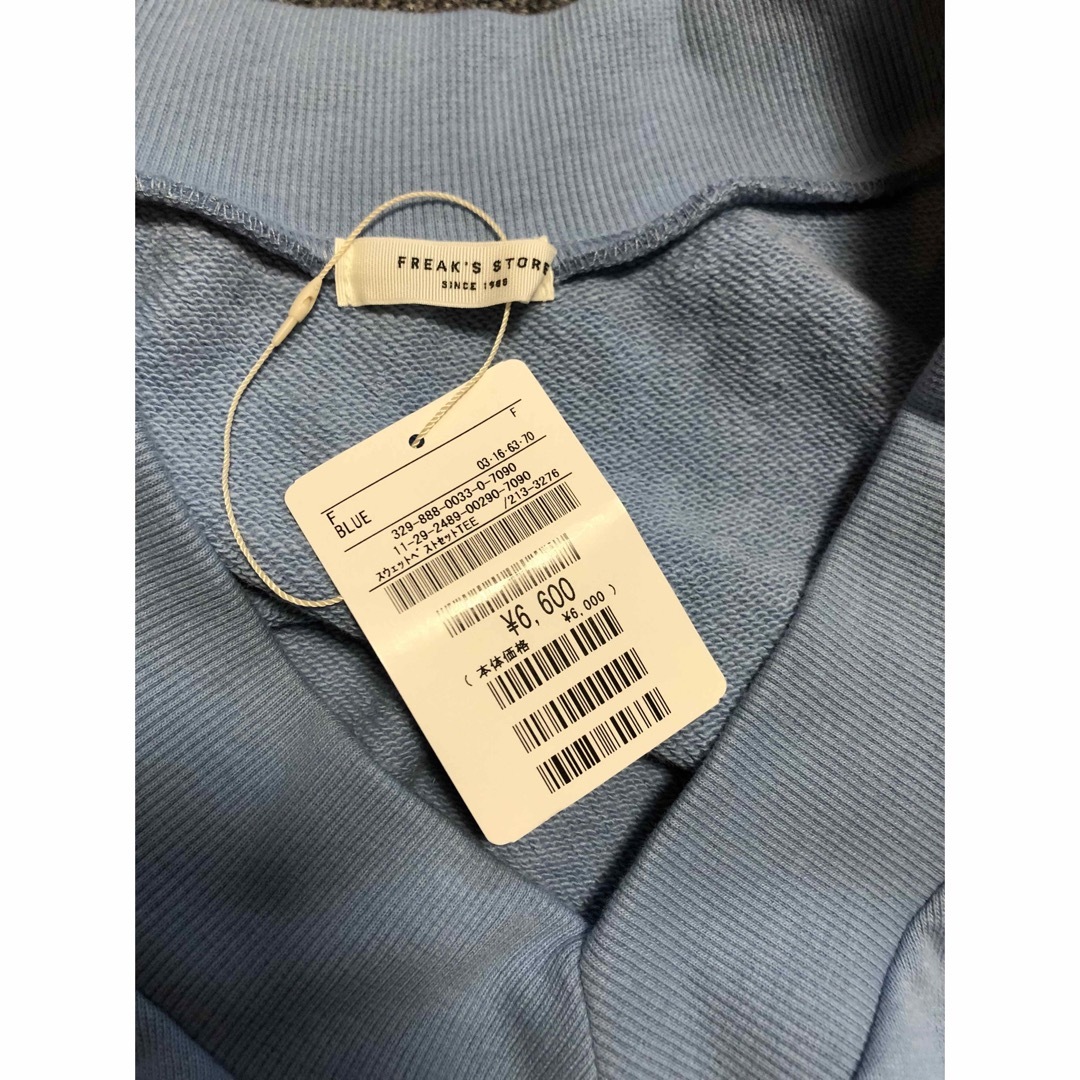 FREAK'S STORE
SINCE 1986
F
03-16-63-70
F
BLUE
329-888-0033-0-7090
11-29-2489-00290-7090
スウェットベストセットTEE /213-3276
¥6,600
( 本体価格 ¥6,000 )